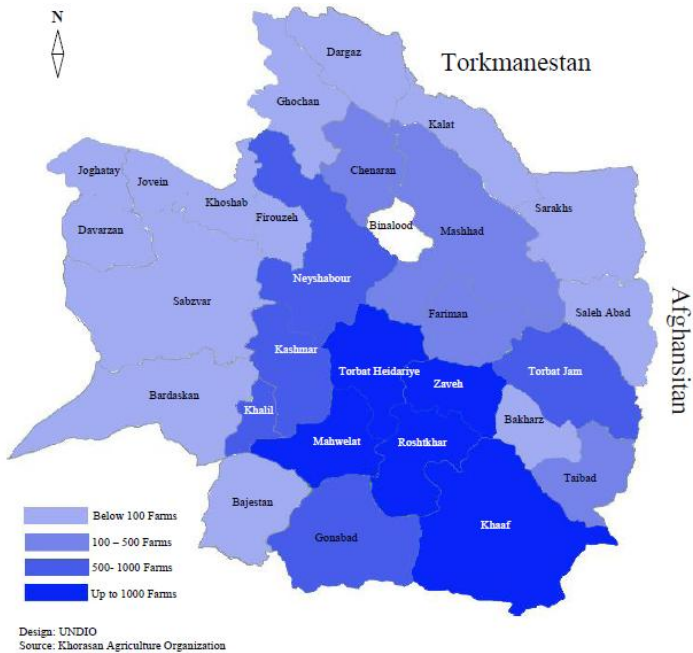 N
Dargaz
Torkmanestan
Ghochan
Kalat
Joghatay
Jovein
Chenaran
Khoshab
Sarakhs
Firouzeh
Davarzan
Binalood
Mashhad
Neyshabour
Sabzvar
Fariman
Saleh Abad
Afghansitan
Kashmar
Torbat Heidariye
Zaveh
Torbat Jam
Bardaskan
Khalil
Bakharz
Mahwelat
Roshtkhar
Taibad
Bajestan
Khaaf
Gonabad
Below 100 Farms
100 – 500 Farms
500- 1000 Farms
Up to 1000 Farms
Design: UNDIO
Source: Khorasan Agriculture Organization